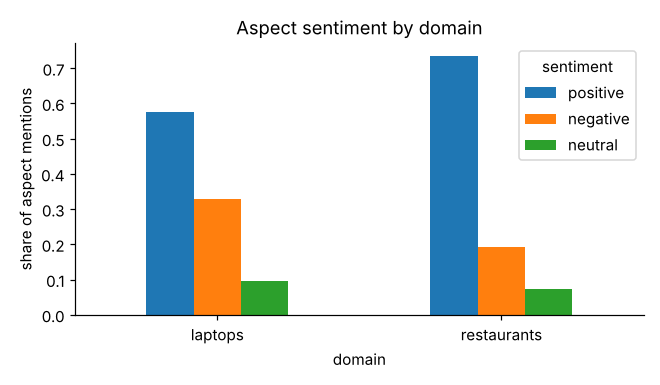 Aspect sentiment by domain
share of aspect mentions
0.7
0.6
0.5
0.4
0.3
0.2
0.1
0.0
sentiment
positive
negative
neutral
laptops
restaurants
domain